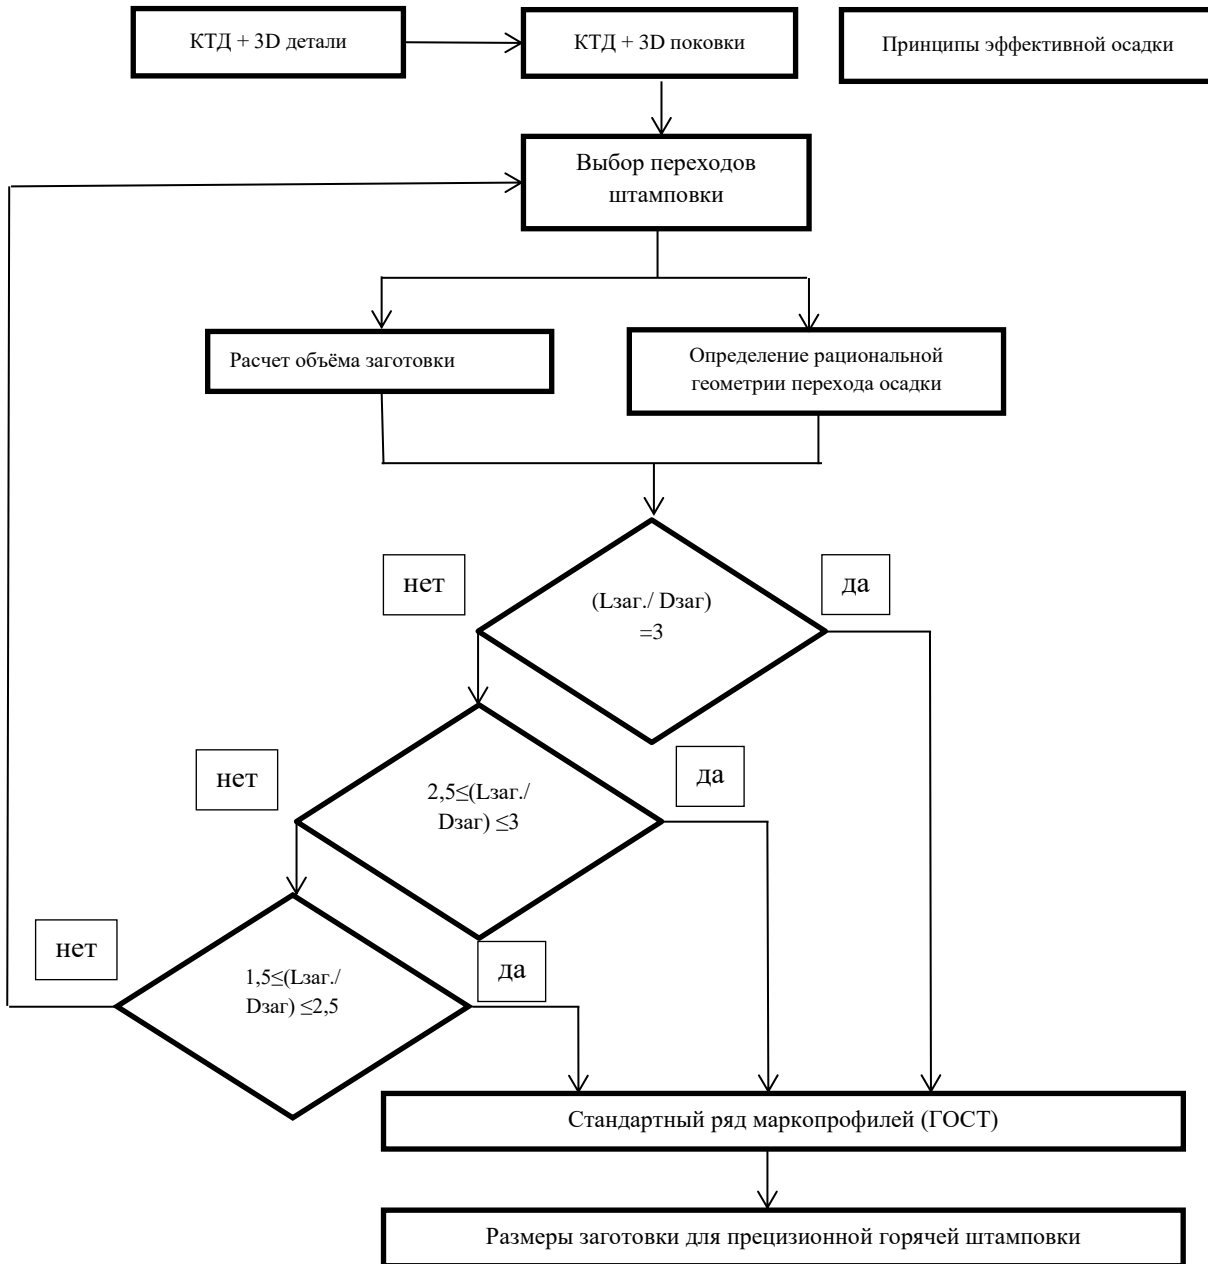 КТД + 3D детали
КТД + 3D поковки
Принципы эффективной осадки
Выбор переходов
штамповки
Расчет объёма заготовки
Определение рациональной
геометрии перехода осадки
нет
(Lзаг./ Dзаг)
=3
да
нет
2,5≤(Lзаг./
Dзаг) ≤3
да
нет
1,5≤(Lзаг./
Dзаг) ≤2,5
да
Стандартный ряд маркопрофилей (ГОСТ)
Размеры заготовки для прецизионной горячей штамповки